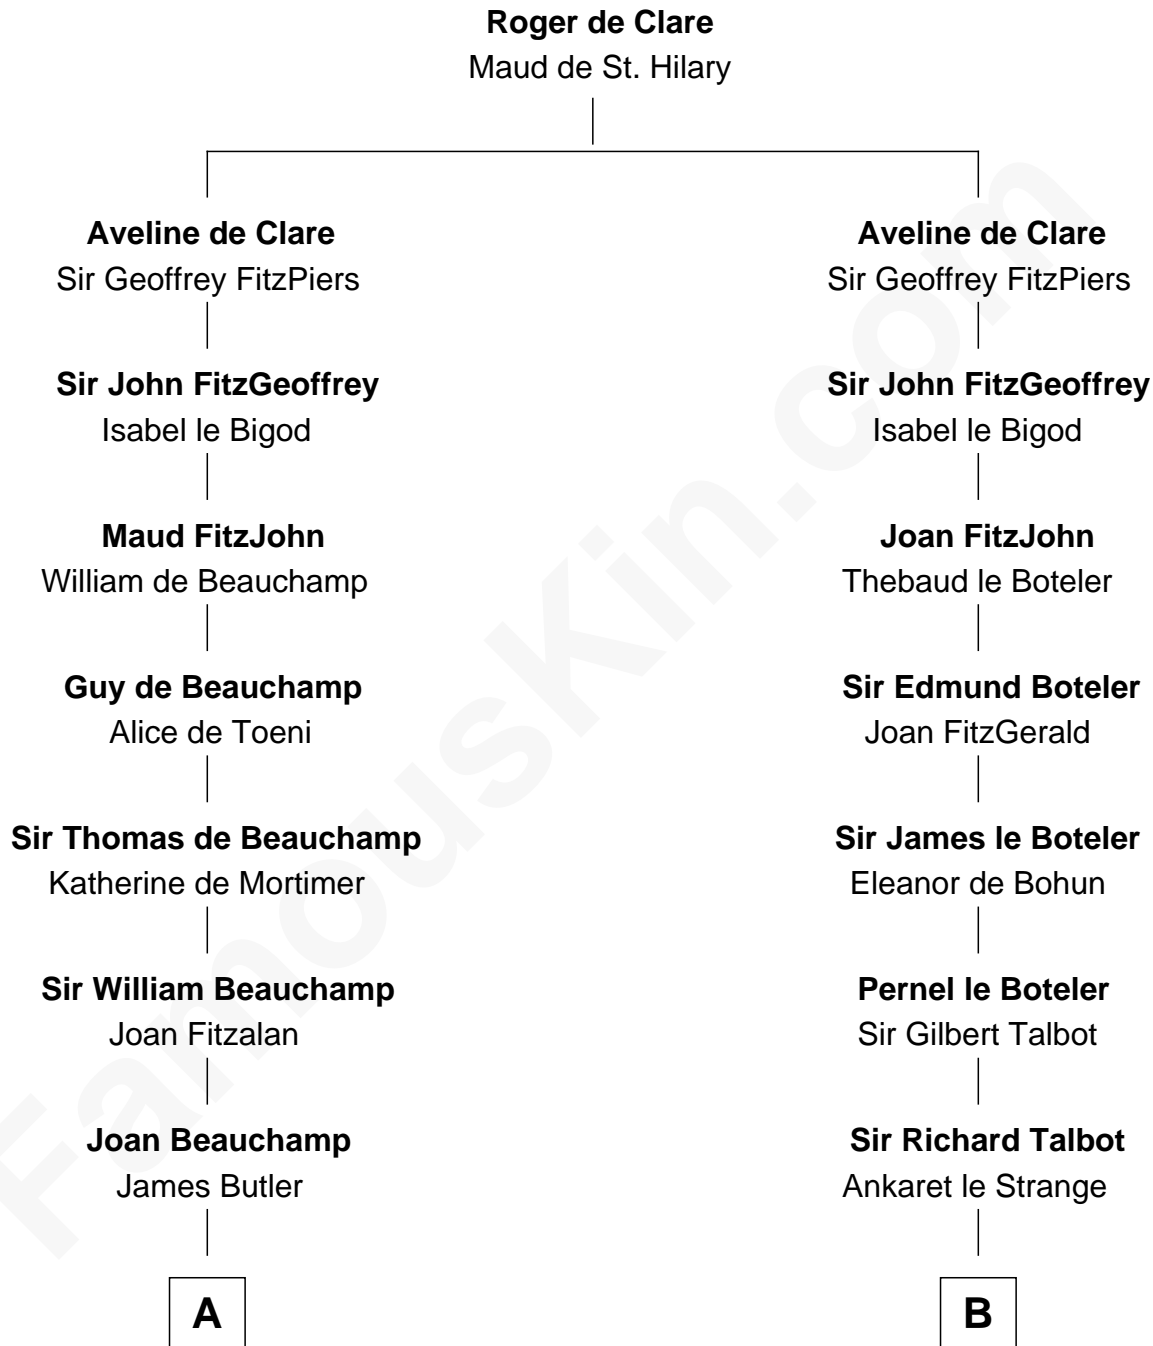 Roger de Clare
Maud de St. Hilary
Aveline de Clare
Sir Geoffrey FitzPiers
Sir John FitzGeoffrey
Isabel le Bigod
Maud FitzJohn
William de Beauchamp
Guy de Beauchamp
Alice de Toeni
Sir Thomas de Beauchamp
Katherine de Mortimer
Sir William Beauchamp
Joan Fitzalan
Joan Beauchamp
James Butler
A
Aveline de Clare
Sir Geoffrey FitzPiers
Sir John FitzGeoffrey
Isabel le Bigod
Joan FitzJohn
Thebaud le Boteler
Sir Edmund Boteler
Joan FitzGerald
Sir James le Boteler
Eleanor de Bohun
Pernel le Boteler
Sir Gilbert Talbot
Sir Richard Talbot
Ankaret le Strange
B
FamousKin.com